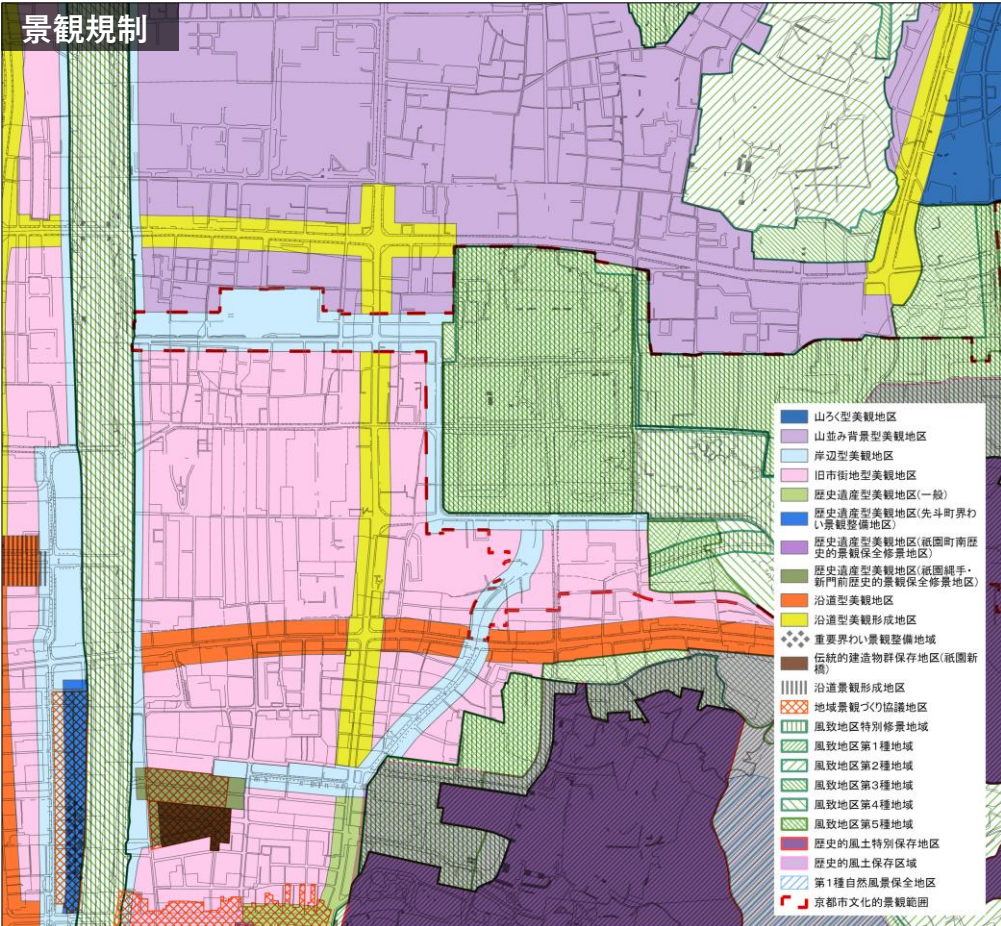 景観規制
山ろく型美観地区
山並み背景型美観地区
岸辺型美観地区
旧市街地型美観地区
歴史遺産型美観地区(一般)
歴史遺産型美観地区(先斗町界わ
い景観整備地区)
歴史遺産型美観地区(祇園町南歴
史的景観保全修景地区)
歴史遺産型美観地区(祇園縄手・
新門前歴史的景観保全修景地区)
沿道型美観地区
沿道型美観形成地区
重要界わい景観整備地域
伝統的建造物群保存地区(祇園新
橋)
沿道景観形成地区
地域景観づくり協議地区
風致地区特別修景地域
風致地区第1種地域
風致地区第2種地域
風致地区第3種地域
風致地区第4種地域
風致地区第5種地域
歴史的風土特別保存地区
歴史的風土保存区域
第1種自然風景保全地区
京都市文化的景観範囲